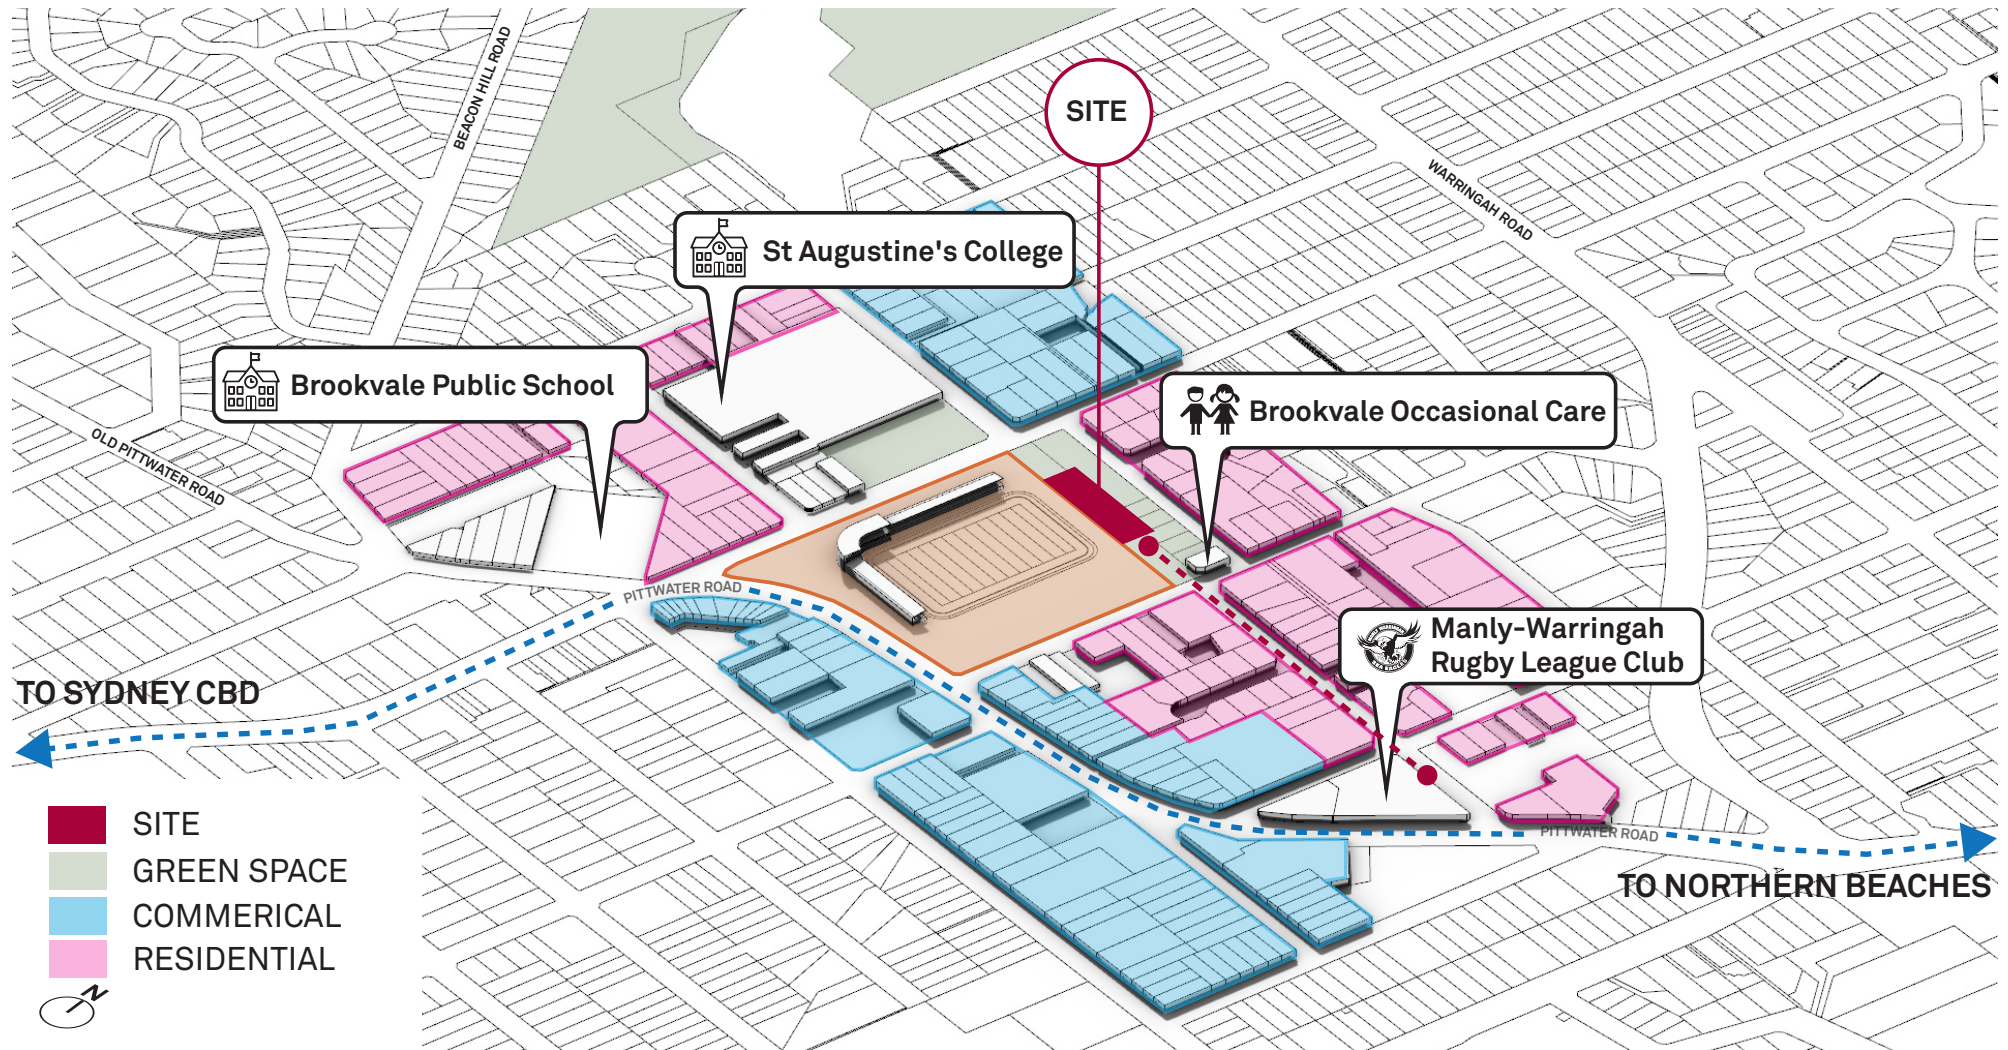 BEACON HILL ROAD
SITE
WARRINGAH ROAD
St Augustine's College
Brookvale Public School
Brookvale Occasional Care
OLD PITTWATER ROAD
PITTWATER ROAD
Manly-Warringah
Rugby League Club
TO SYDNEY CBD
PITTWATER ROAD
TO NORTHERN BEACHES
SITE
GREEN SPACE
COMMERICAL
RESIDENTIAL
N